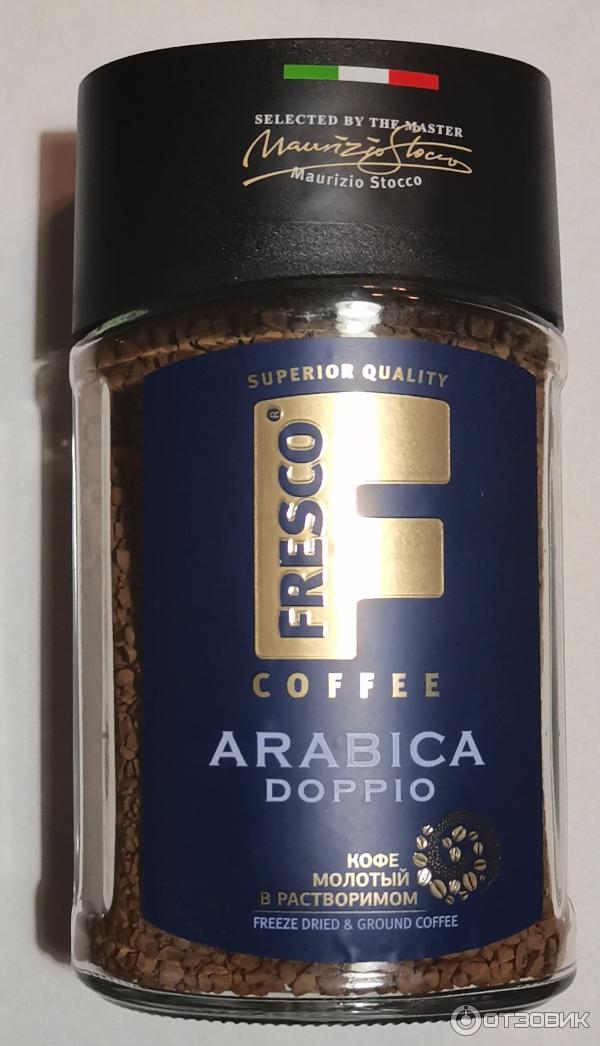 SELECTED BY THE MASTER
Maurizio Stocco
Maurizio Stocco
SUPERIOR QUALITY
FRESCO®
F
COFFEE
ARABICA
DOPPIO
КОФЕ
МОЛОТЫЙ
В РАСТВОРИМОМ
FREEZE DRIED & GROUND COFFEE
ОТЗОВИК